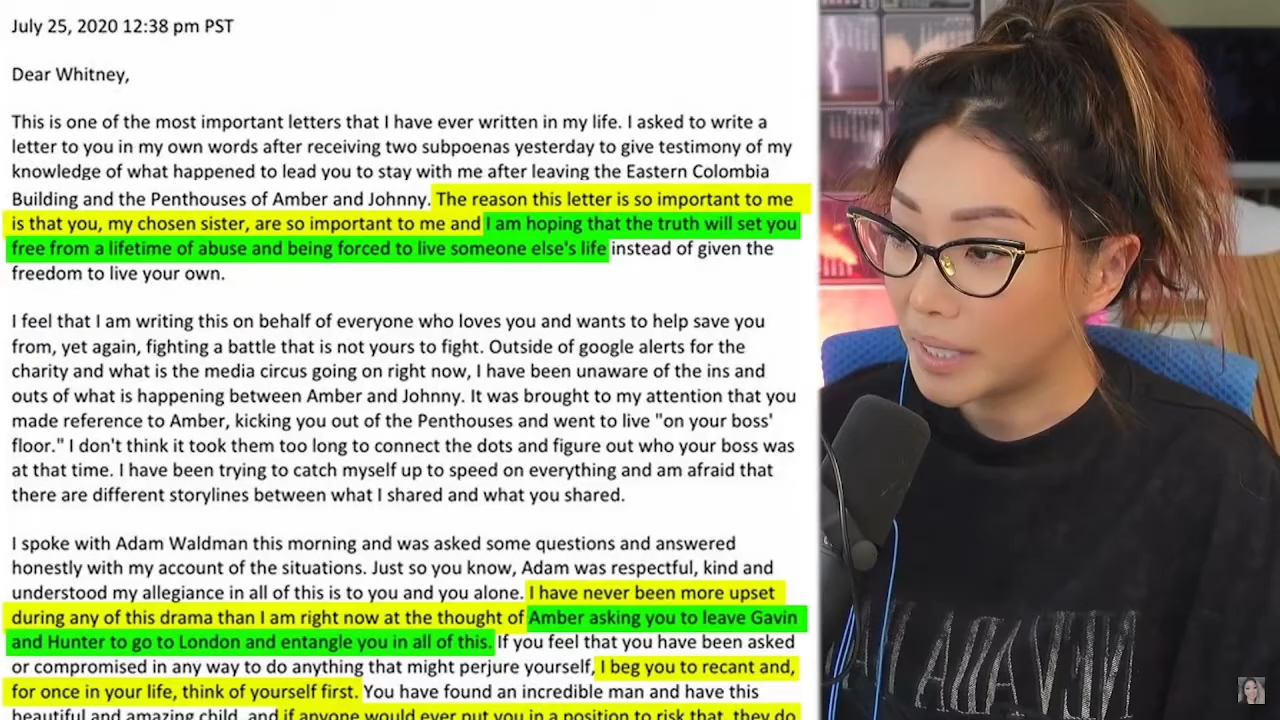 July 25, 2020 12:38 pm PST
Dear Whitney,
This is one of the most important letters that I have ever written in my life. I asked to write a
letter to you in my own words after receiving two subpoenas yesterday to give testimony of my
knowledge of what happened to lead you to stay with me after leaving the Eastern Colombia
Building and the Penthouses of Amber and Johnny. The reason this letter is so important to me
is that you, my chosen sister, are so important to me and I am hoping that the truth will set you
free from a lifetime of abuse and being forced to live someone else's life instead of given the
freedom to live your own.
I feel that I am writing this on behalf of everyone who loves you and wants to help save you
from, yet again, fighting a battle that is not yours to fight. Outside of google alerts for the
charity and what is the media circus going on right now, I have been unaware of the ins and
outs of what is happening between Amber and Johnny. It was brought to my attention that you
made reference to Amber, kicking you out of the Penthouses and went to live "on your boss'
floor." I don't think it took them too long to connect the dots and figure out who your boss was
at that time. I have been trying to catch myself up to speed on everything and am afraid that
there are different storylines between what I shared and what you shared.
I spoke with Adam Waldman this morning and was asked some questions and answered
honestly with my account of the situations. Just so you know, Adam was respectful, kind and
understood my allegiance in all of this is to you and you alone. I have never been more upset
during any of this drama than I am right now at the thought of Amber asking you to leave Gavin
and Hunter to go to London and entangle you in all of this. If you feel that you have been asked
or compromised in any way to do anything that might perjure yourself, I beg you to recant and,
for once in your life, think of yourself first. You have found an incredible man and have this
beautiful and amazing child, and if anyone would ever put you in a position to risk that, they do